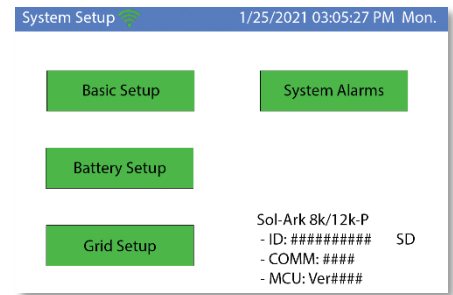 System Setup 1/25/2021 03:05:27 PM Mon.
Basic Setup System Alarms
Battery Setup
Grid Setup
Sol-Ark 8k/12k-P
- ID: ########## SD
- COMM: ####
- MCU: Ver####